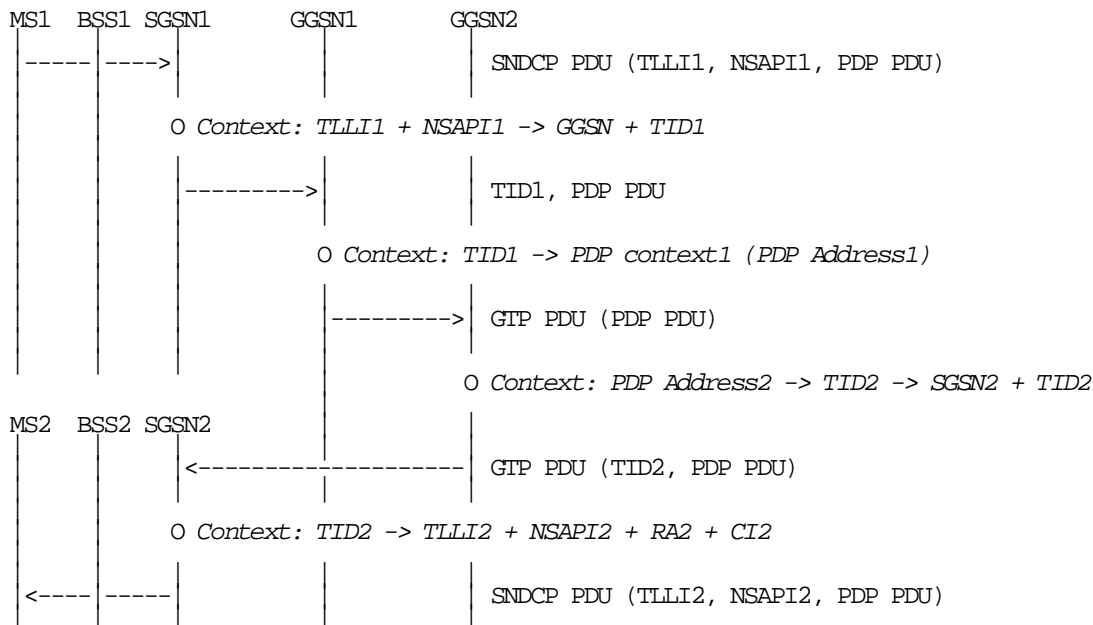 MS1 BSS1 SGSN1 GGSN1 GGSN2
SNDCP PDU (TLLI1, NSAPI1, PDP PDU)
O Context: TLLI1 + NSAPI1 -> GGSN + TID1
TID1, PDP PDU
O Context: TID1 -> PDP context1 (PDP Address1)
GTP PDU (PDP PDU)
O Context: PDP Address2 -> TID2 -> SGSN2 + TID2
MS2 BSS2 SGSN2
GTP PDU (TID2, PDP PDU)
O Context: TID2 -> TLLI2 + NSAPI2 + RA2 + CI2
SNDCP PDU (TLLI2, NSAPI2, PDP PDU)